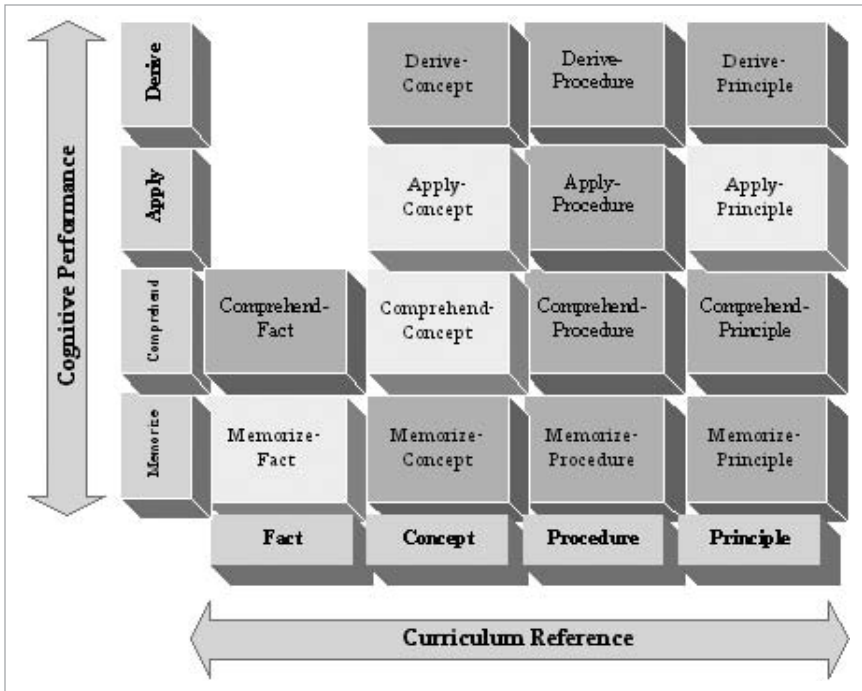 Cognitive Performance
Derive
Derive-
Concept
Derive-
Procedure
Derive-
Principle
Apply
Apply-
Concept
Apply-
Procedure
Apply-
Principle
Comprehend
Comprehend-
Fact
Comprehend-
Concept
Comprehend-
Procedure
Comprehend-
Principle
Memorize
Memorize-
Fact
Memorize-
Concept
Memorize-
Procedure
Memorize-
Principle
Fact
Concept
Procedure
Principle
Curriculum Reference